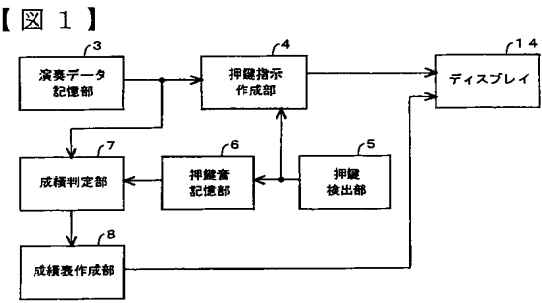 【図１】
3
演奏データ
記憶部
4
押鍵指示
作成部
14
ディスプレイ
7
成績判定部
6
押鍵音
記憶部
5
押鍵
検出部
8
成績表作成部